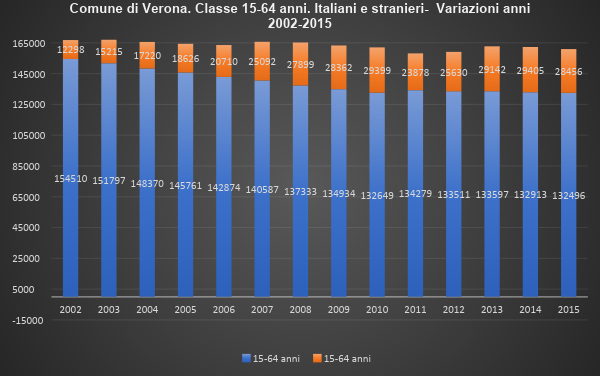 Comune di Verona. Classe 15-64 anni. Italiani e stranieri-  Variazioni anni
2002-2015
165000
145000
125000
105000
85000
65000
45000
25000
5000
-15000
12298 15215 17220 18626 20710 25092 27899 28362 29399 23878 25630 29142 29405 28456
154510 151797 148370 145761 142874 140587 137333 134934 132649 134279 133511 133597 132913 132496
2002 2003 2004 2005 2006 2007 2008 2009 2010 2011 2012 2013 2014 2015
15-64 anni 15-64 anni